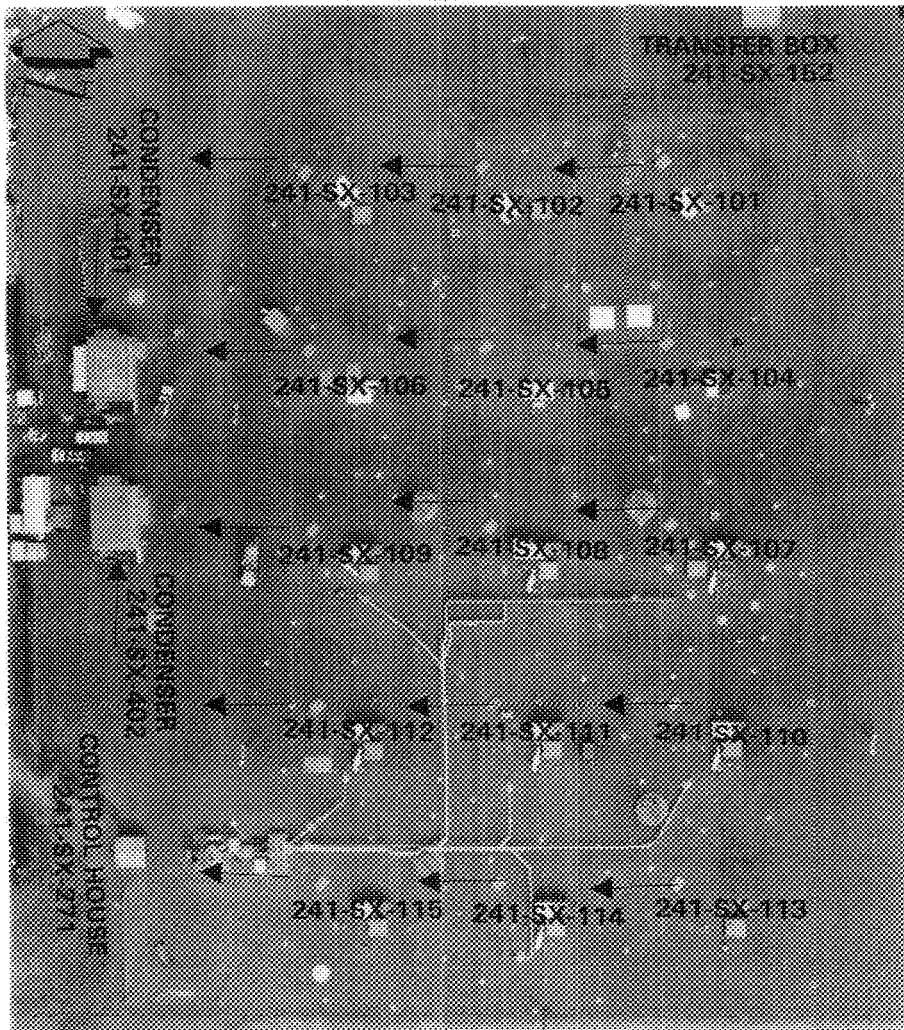 TRANSFER BOX
241-SX-152
CONDENSER
241-SX-401
241-SX-103
241-SX-102
241-SX-101
241-SX-106
241-SX-105
241-SX-104
241-SX-109
241-SX-108
241-SX-107
CONDENSER
241-SX-402
241-SX-112
241-SX-111
241-SX-110
CONTROL HOUSE
241-SX-271
241-SX-115
241-SX-114
241-SX-113